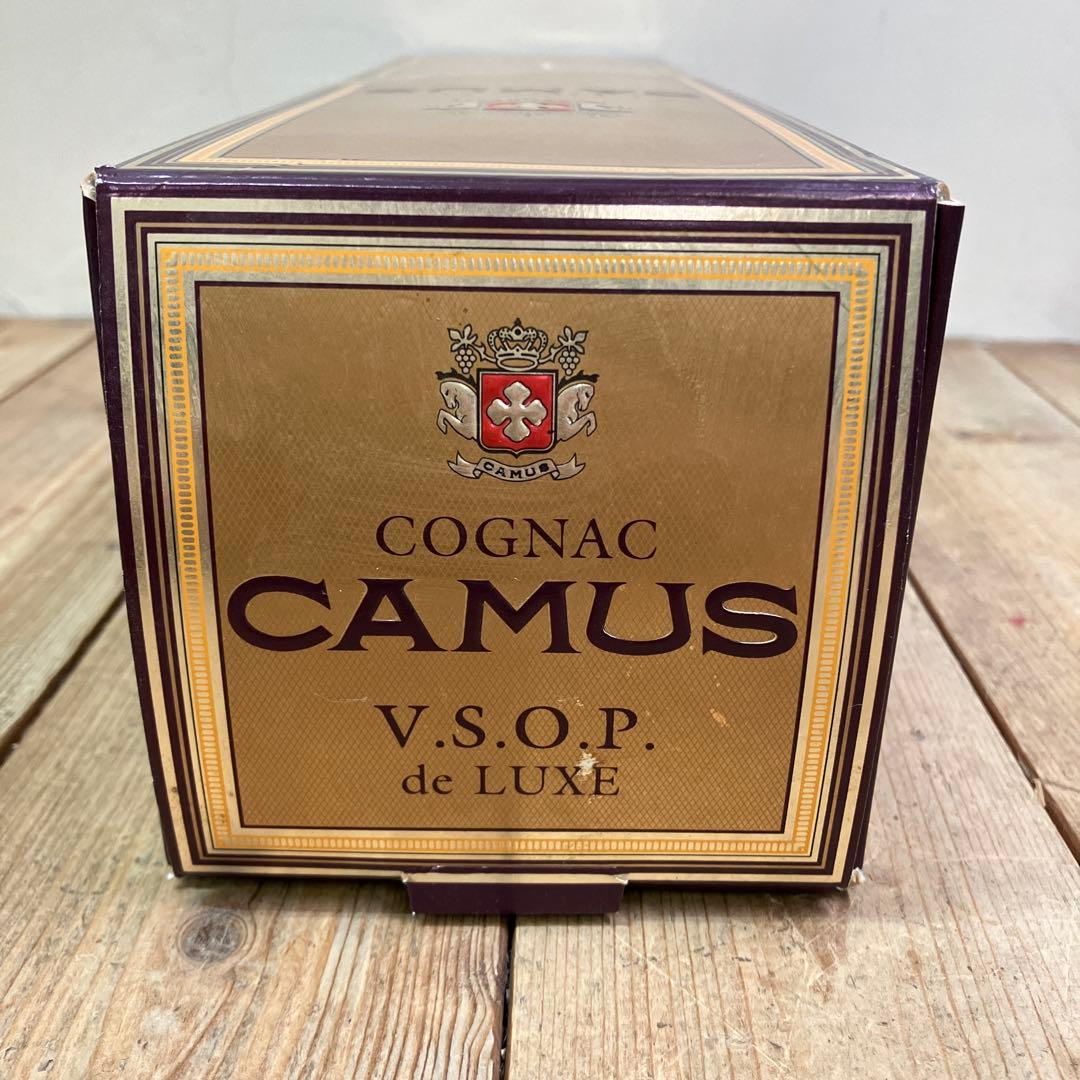 CAMUS
COGNAC
CAMUS
V.S.O.P.
de LUXE